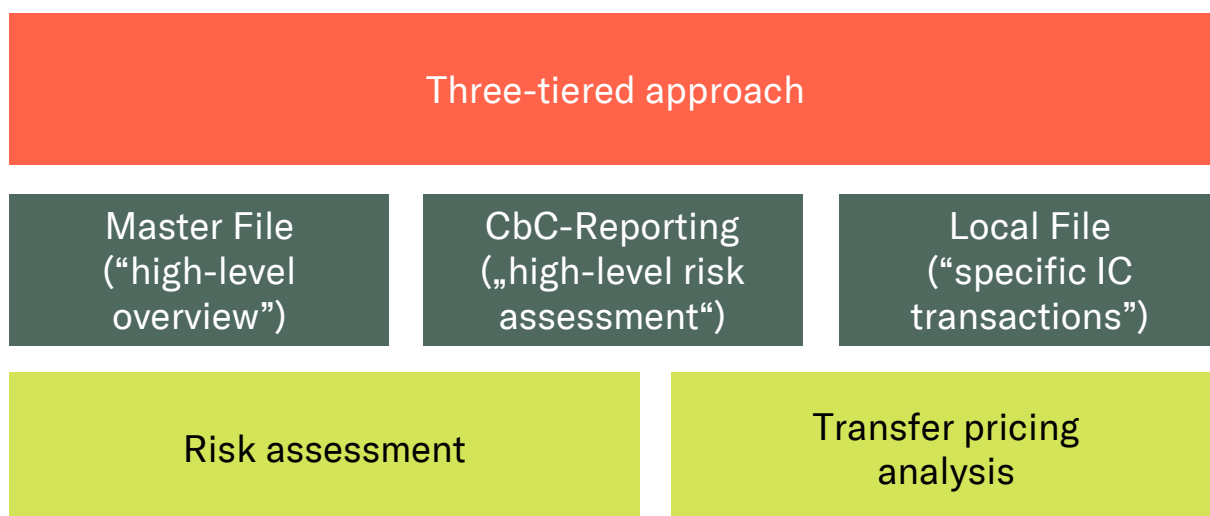 Three-tiered approach
Master File
(“high-level
overview”)
CbC-Reporting
(„high-level risk
assessment“)
Local File
(“specific IC
transactions”)
Risk assessment
Transfer pricing
analysis